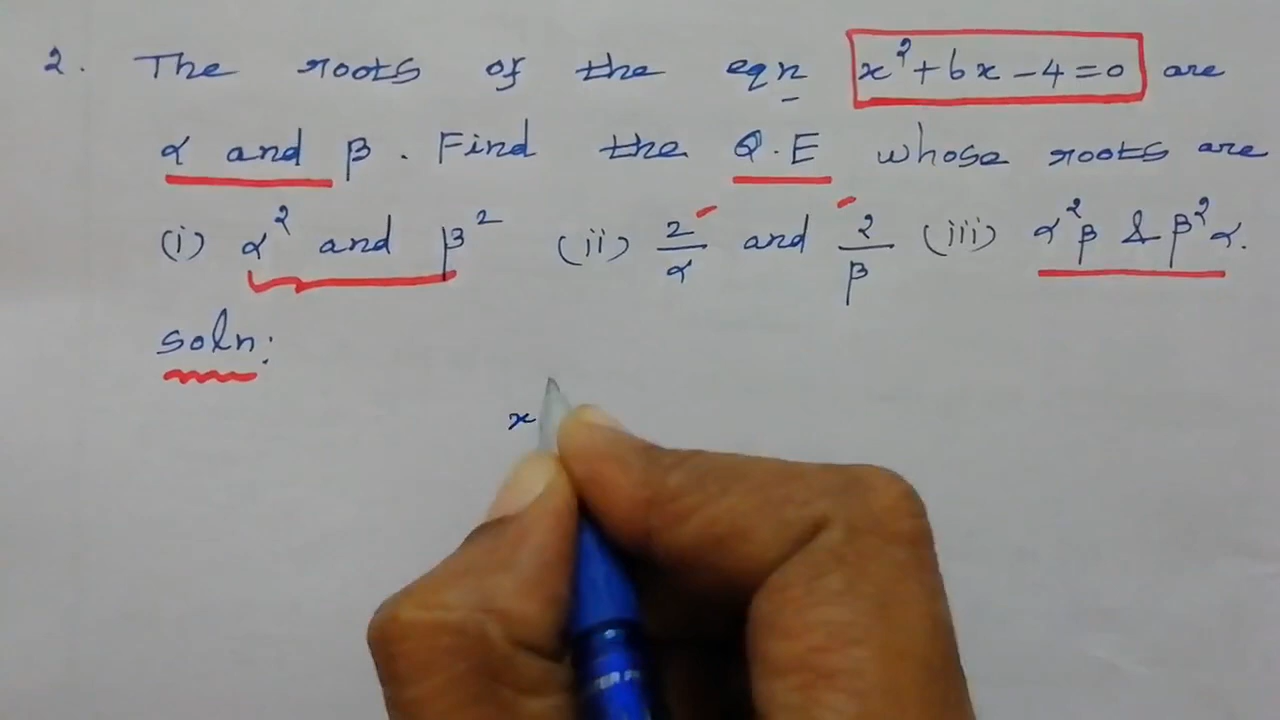 2. The roots of the eqn x²+6x-4=0 are
α and β. Find the Q.E whose roots are
(i) α² and β² (ii) 2/α and 2/β (iii) α²β & β²α.
Soln:
x